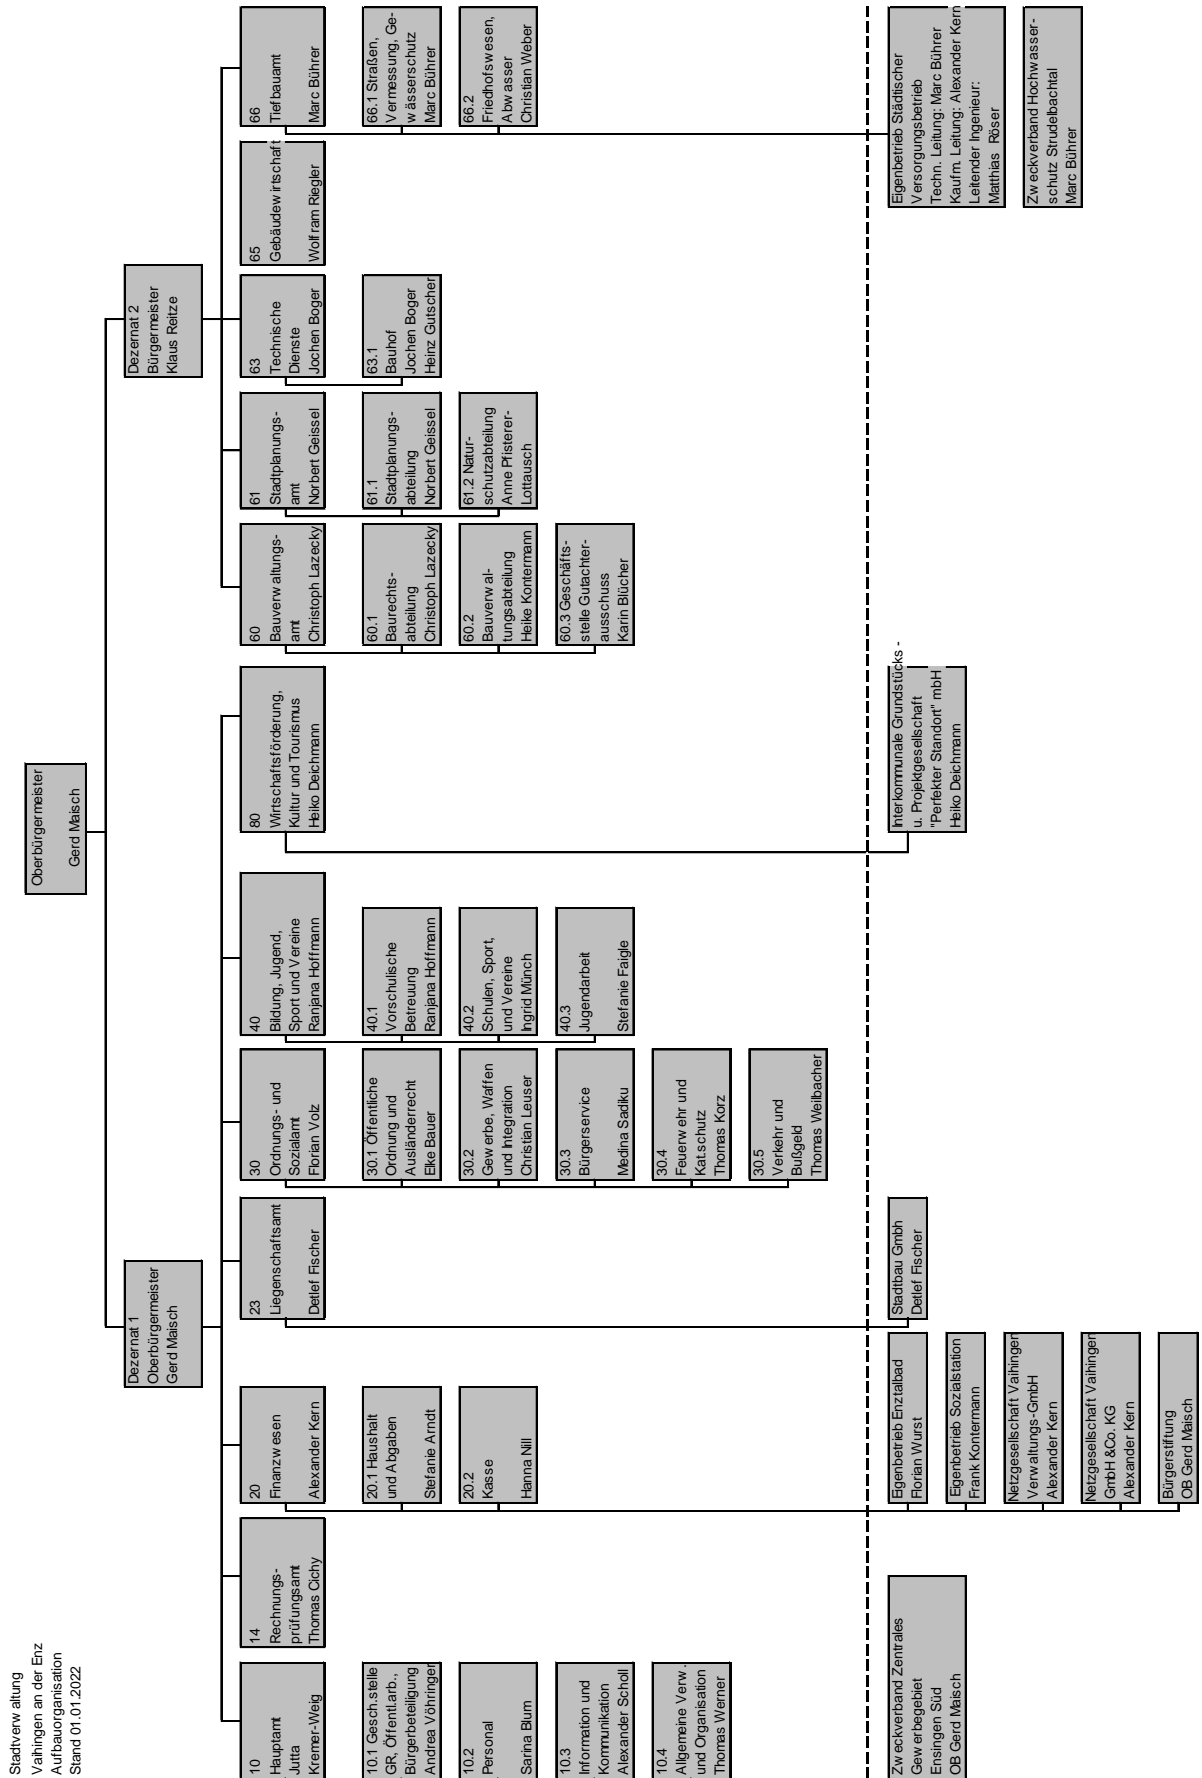 Stadtverwaltung
Vaihingen an der Enz
Aufbauorganisation
Stand 01.01.2022
Oberbürgermeister
Gerd Maisch
Dezernat 1
Oberbürgermeister
Gerd Maisch
Dezernat 2
Bürgermeister
Klaus Reitze
10
Hauptamt
Jutta
Kremer-Weig
14
Rechnungs-
prüfungsamt
Thomas Cichy
20
Finanzwesen
Alexander Kern
23
Liegenschaftsamt
Detlef Fischer
30
Ordnungs- und
Sozialamt
Florian Volz
40
Bildung, Jugend,
Sport und Vereine
Ranjana Hoffmann
80
Wirtschaftsförderung,
Kultur und Tourismus
Heiko Deichmann
60
Bauverwaltungs-
amt
Christoph Lazecky
61
Stadtplanungs-
amt
Norbert Geissel
63
Technische
Dienste
Jochen Boger
65
Gebäudewirtschaft
Wolfram Riegler
66
Tiefbauamt
Marc Bührer
10.1 Gesch.stelle
GR, Öffentl.arb.,
Bürgerbeteiligung
Andrea Vöhringer
20.1 Haushalt
und Abgaben
Stefanie Arndt
30.1 Öffentliche
Ordnung und
Ausländerrecht
Elke Bauer
40.1
Vorschulische
Betreuung
Ranjana Hoffmann
60.1
Baurechts-
abteilung
Christoph Lazecky
61.1
Stadtplanungs-
abteilung
Norbert Geissel
63.1
Bauhof
Jochen Boger
Heinz Gutscher
66.1 Straßen,
Vermessung, Ge-
wässerschutz
Marc Bührer
10.2
Personal
Sarina Blum
20.2
Kasse
Hanna Nill
30.2
Gewerbe, Waffen
und Integration
Christian Leuser
40.2
Schulen, Sport,
und Vereine
Ingrid Münch
60.2
Bauverwal-
tungsabteilung
Heike Kontermann
61.2 Natur-
schutzabteilung
Anne Pfisterer-
Lottausch
66.2
Friedhofswesen,
Abwasser
Christian Weber
10.3
Information und
Kommunikation
Alexander Scholl
30.3
Bürgerservice
Medina Sadiku
40.3
Jugendarbeit
Stefanie Faigle
60.3 Geschäfts-
stelle Gutachter-
ausschuss
Karin Blücher
10.4
Allgemeine Verw.
und Organisation
Thomas Werner
30.4
Feuerwehr und
Kat.schutz
Thomas Korz
30.5
Verkehr und
Bußgeld
Thomas Weilbacher
Zweckverband Zentrales
Gewerbegebiet
Ensingen Süd
OB Gerd Maisch
Eigenbetrieb Enztalbad
Florian Wurst
Eigenbetrieb Sozialstation
Frank Kontermann
Netzgesellschaft Vaihingen
Verwaltungs-GmbH
Alexander Kern
Netzgesellschaft Vaihingen
GmbH &Co. KG
Alexander Kern
Bürgerstiftung
OB Gerd Maisch
Stadtbau Gmbh
Detlef Fischer
Interkommunale Grundstücks -
u. Projektgesellschaft
"Perfekter Standort" mbH
Heiko Deichmann
Eigenbetrieb Städtischer
Versorgungsbetrieb
Techn. Leitung: Marc Bührer
Kaufm. Leitung: Alexander Kern
Leitender Ingenieur:
Matthias Röser
Zweckverband Hochwasser-
schutz Strudelbachtal
Marc Bührer